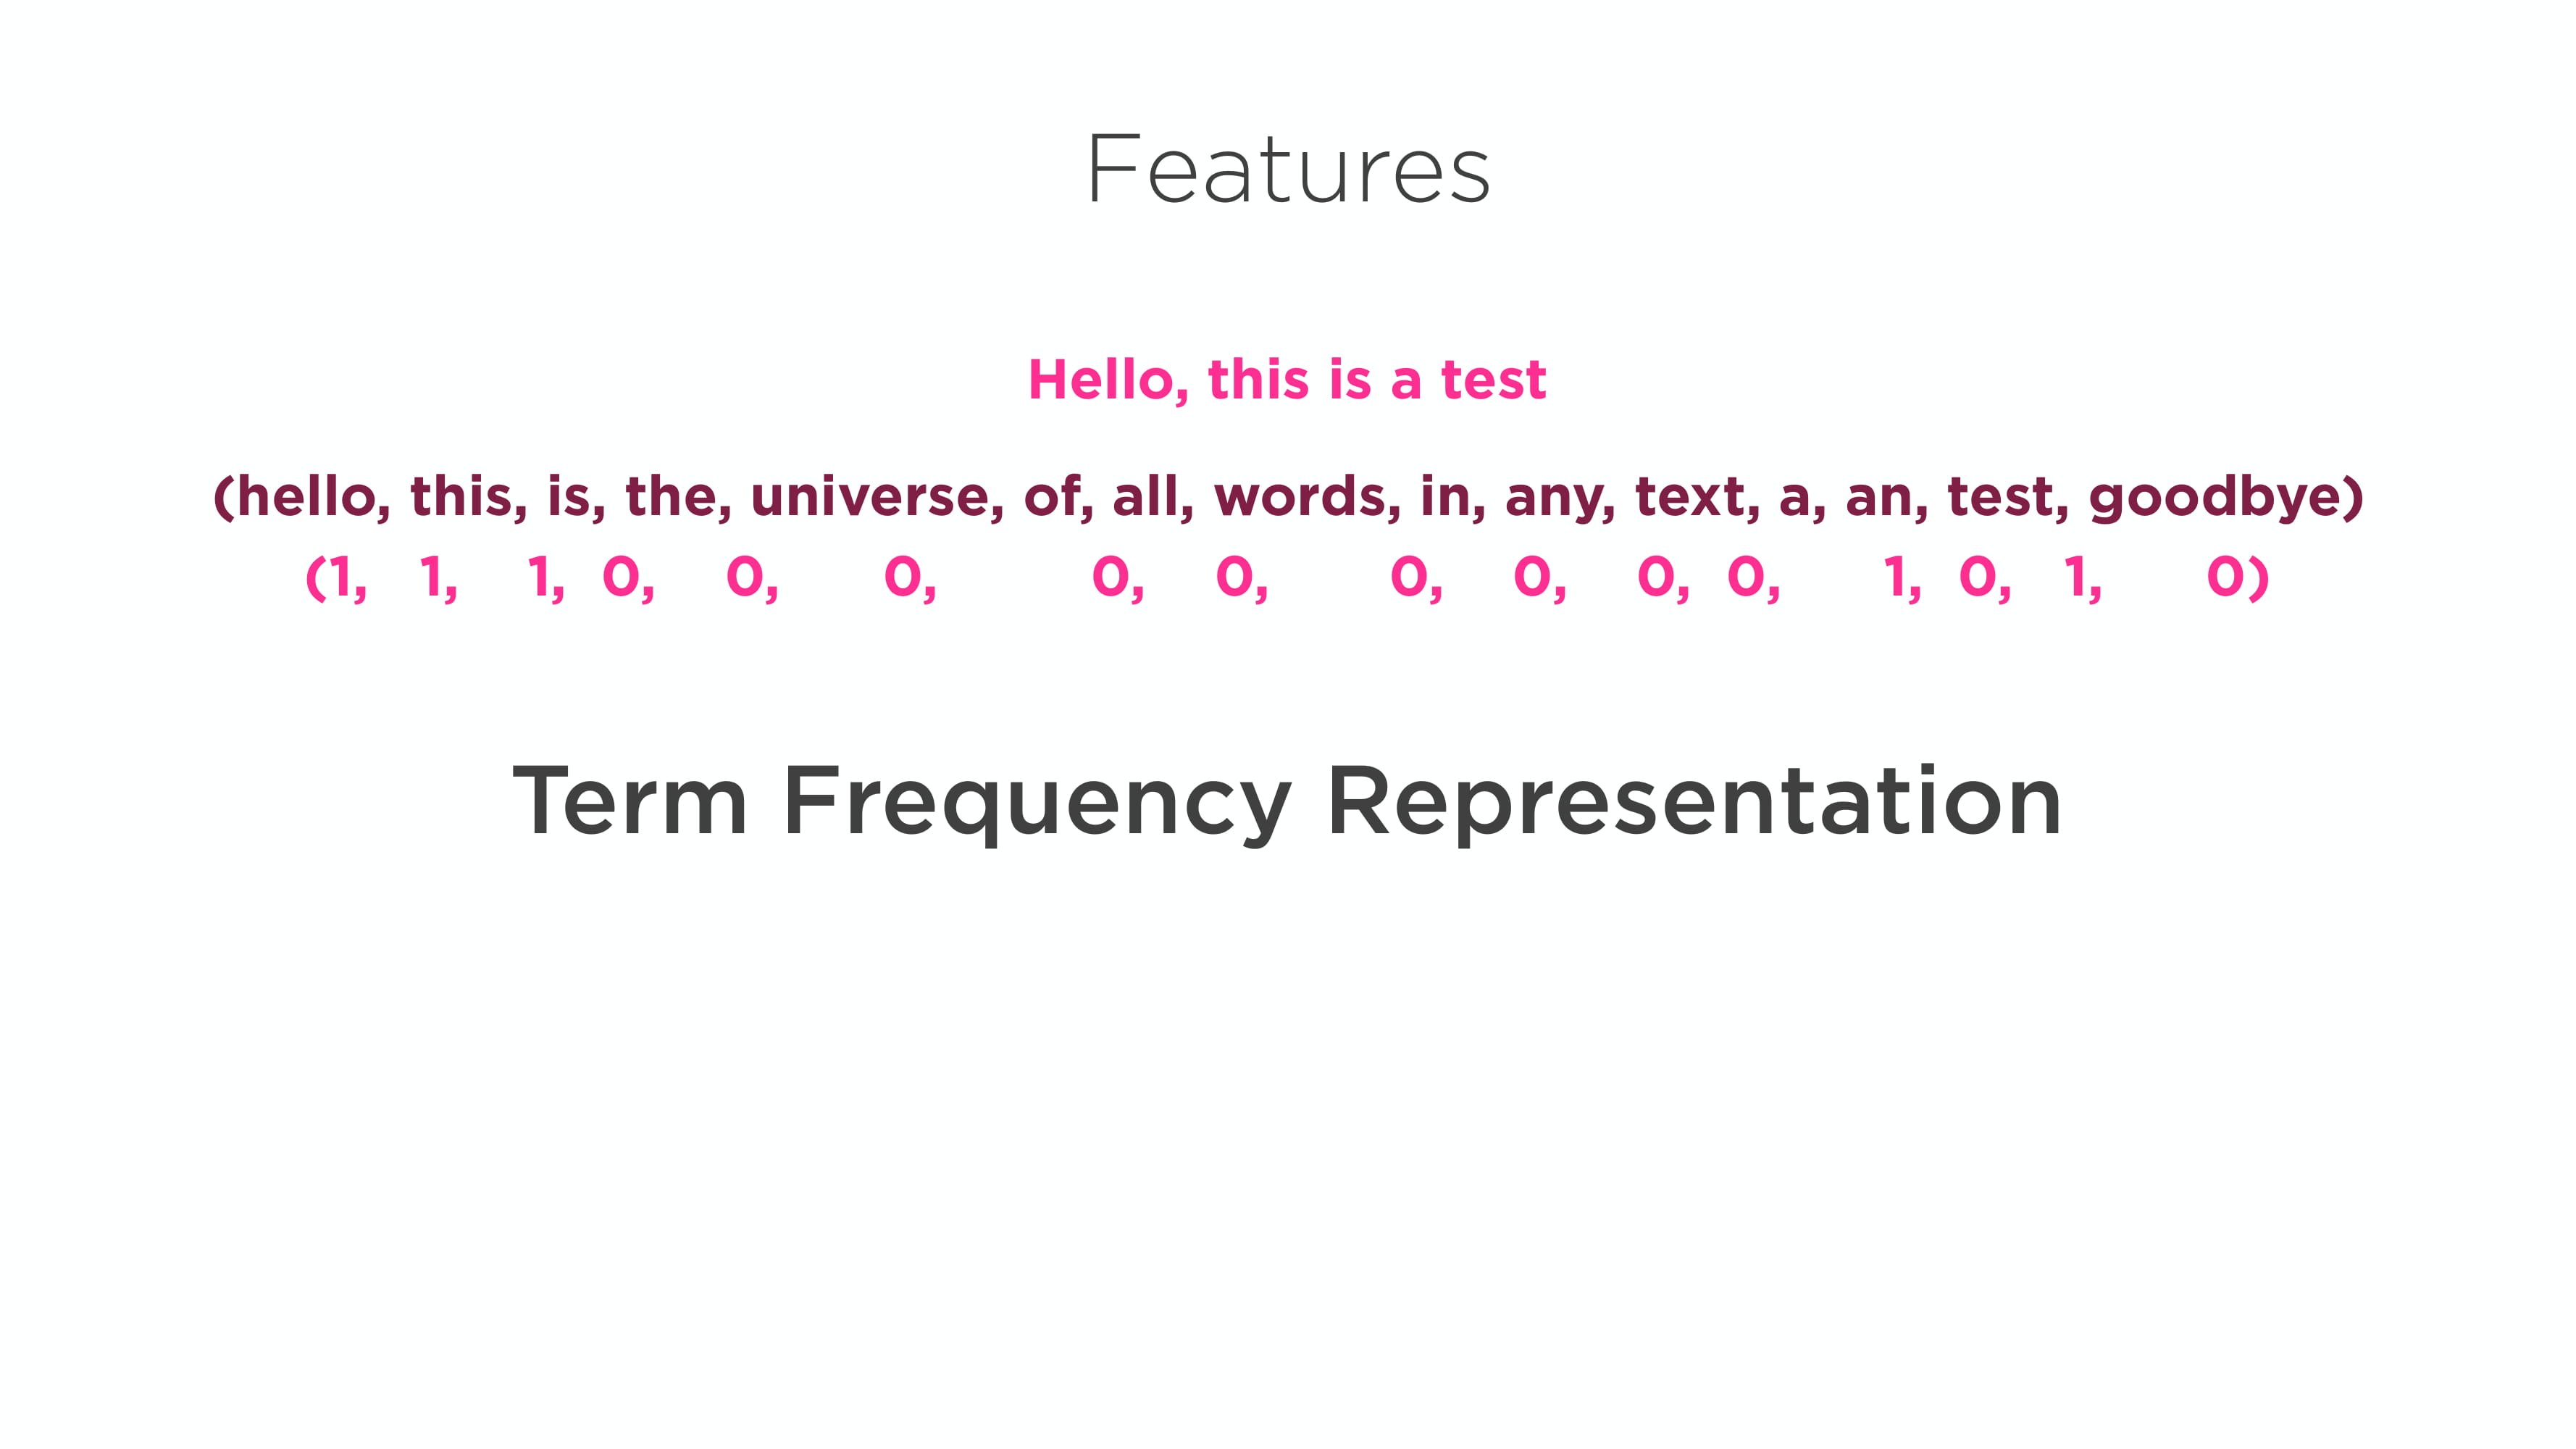 Features
Hello, this is a test
(hello, this, is, the, universe, of, all, words, in, any, text, a, an, test, goodbye)
(1, 1, 1, 0, 0, 0, 0, 0, 0, 0, 0, 0, 1, 0, 1, 0)
Term Frequency Representation